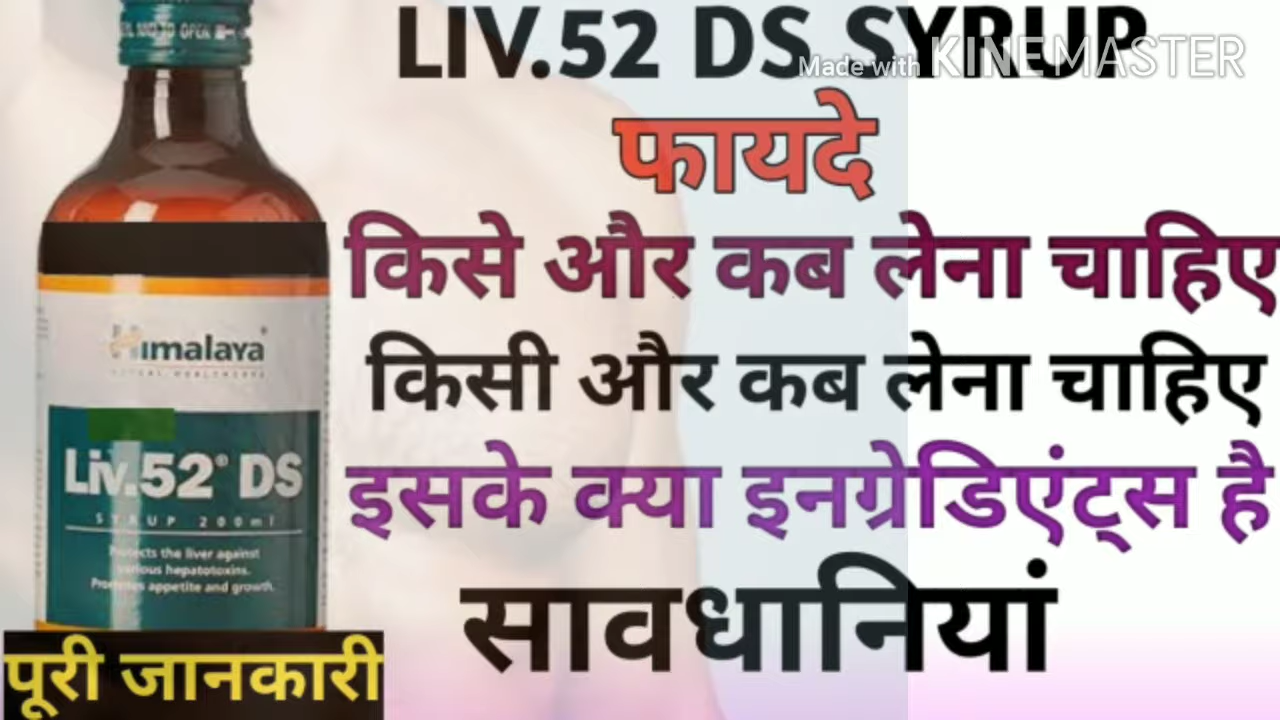 LIV.52 DS SYRUP
Made with KINEMASTER
फायदे
किसे और कब लेना चाहिए
किसी और कब लेना चाहिए
इसके क्या इनग्रेडिएंट्स है
सावधानियां
Himalaya
Liv.52® DS
SYRUP 200ml
Protects the liver against
various hepatotoxins.
Promotes appetite and growth.
पूरी जानकारी